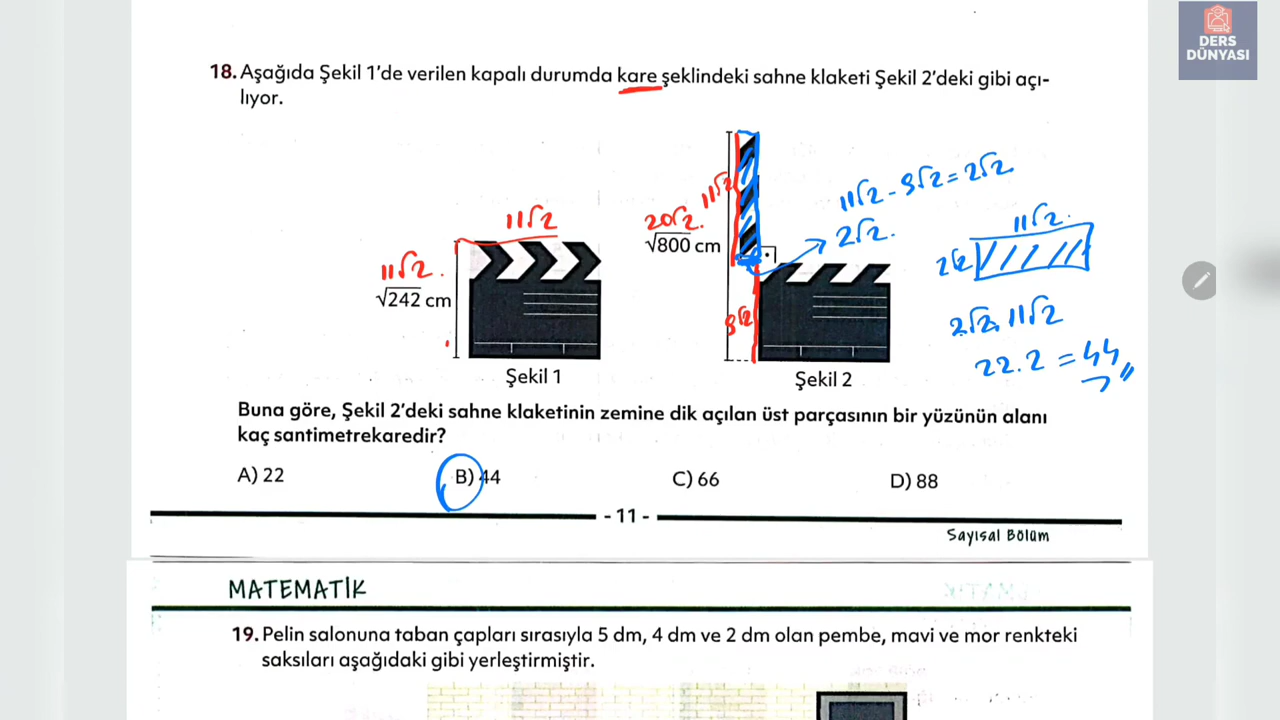 DERS
DÜNYASI
18. Aşağıda Şekil 1'de verilen kapalı durumda kare şeklindeki sahne klaketi Şekil 2'deki gibi açı-
lıyor.
11√2
11√2.
√242 cm
Şekil 1
11√2
20√2.
√800 cm
9√2
11√2 - 9√2 = 2√2
2√2.
Şekil 2
11√2.
2√2
2√2. 11√2
22.2 = 44
Buna göre, Şekil 2'deki sahne klaketinin zemine dik açılan üst parçasının bir yüzünün alanı
kaç santimetrekaredir?
A) 22 B) 44 C) 66 D) 88
- 11 -
Sayısal Bölüm
MATEMATİK
19. Pelin salonuna taban çapları sırasıyla 5 dm, 4 dm ve 2 dm olan pembe, mavi ve mor renkteki
saksıları aşağıdaki gibi yerleştirmiştir.